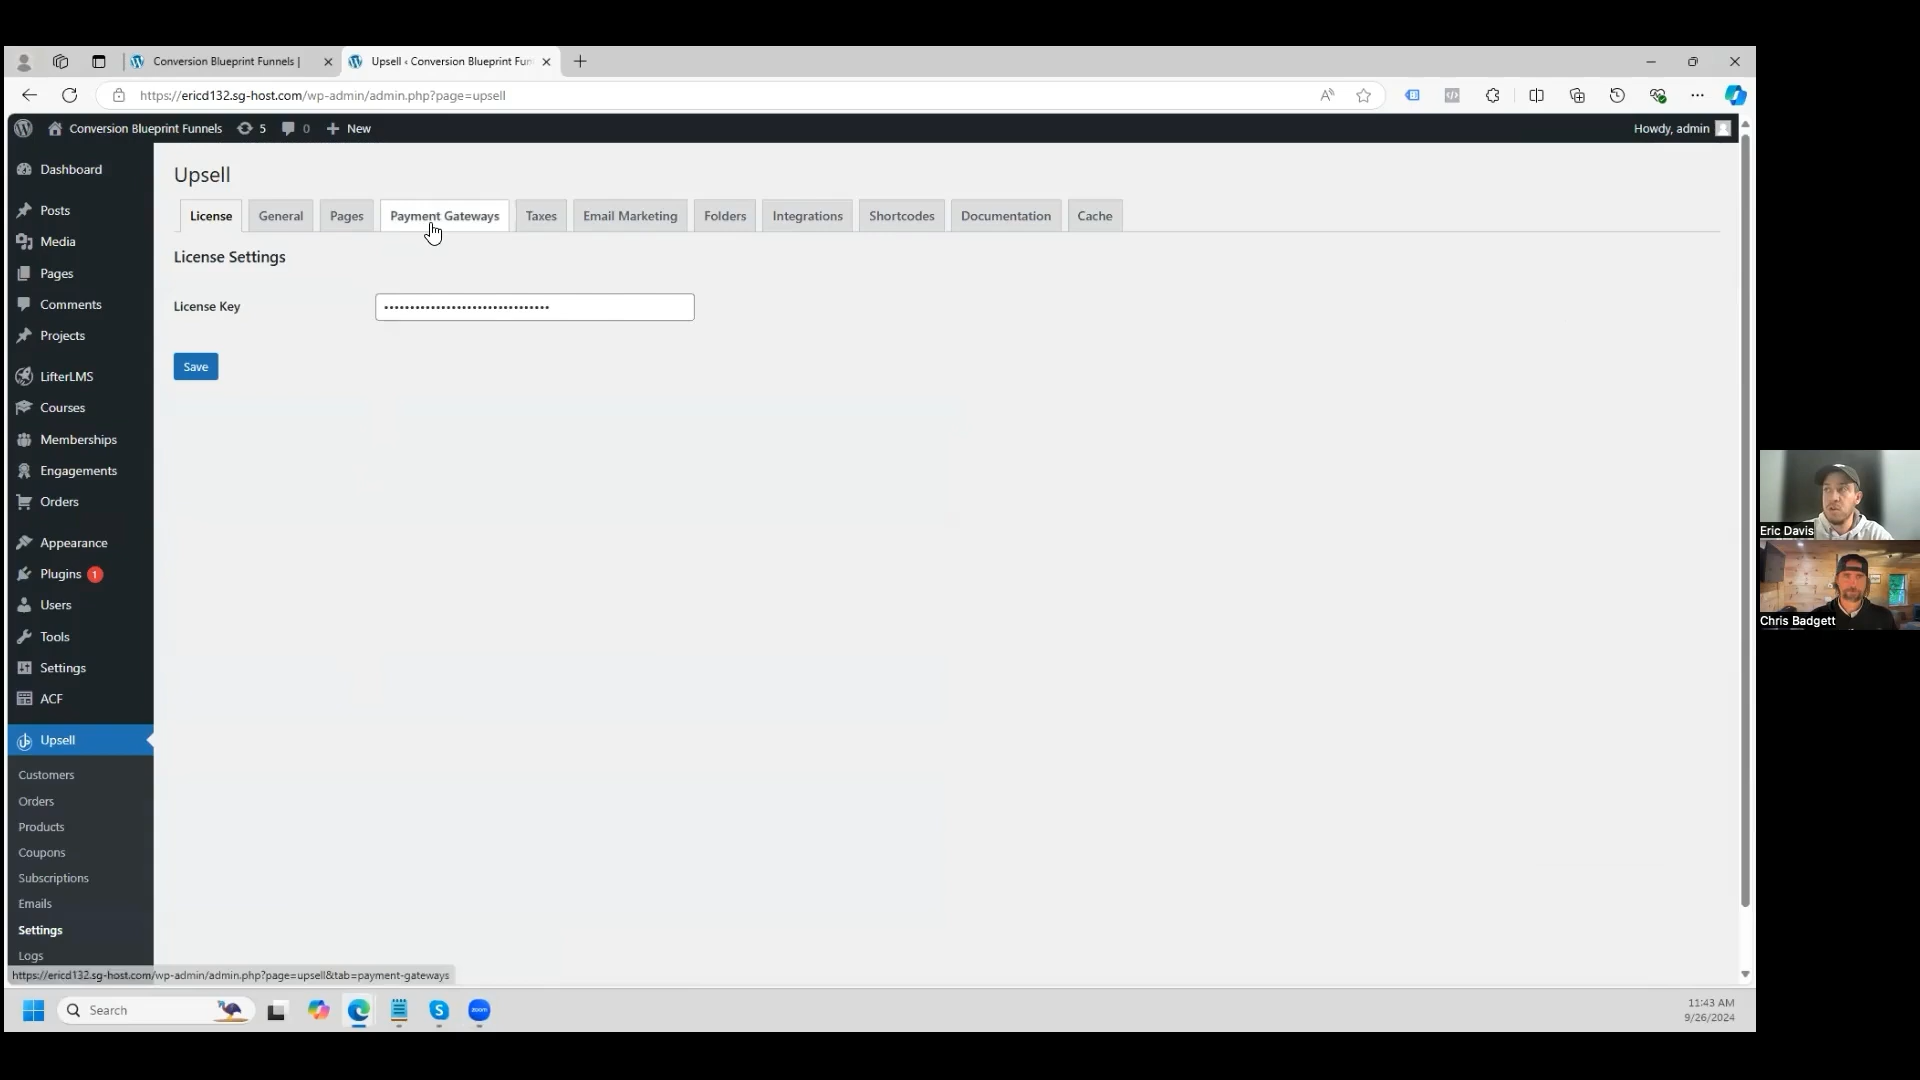 Conversion Blueprint Funnels |
Upsell ‹ Conversion Blueprint Fun
https://ericd132.sg-host.com/wp-admin/admin.php?page=upsell
Conversion Blueprint Funnels 5 0 New Howdy, admin
Dashboard
Posts
Media
Pages
Comments
Projects
LifterLMS
Courses
Memberships
Engagements
Orders
Appearance
Plugins 1
Users
Tools
Settings
ACF
Upsell
Customers
Orders
Products
Coupons
Subscriptions
Emails
Settings
Logs
Upsell
License General Pages Payment Gateways Taxes Email Marketing Folders Integrations Shortcodes Documentation Cache
License Settings
License Key
Save
Eric Davis
Chris Badgett
https://ericd132.sg-host.com/wp-admin/admin.php?page=upsell&tab=payment-gateways
Search
zoom
11:43 AM
9/26/2024